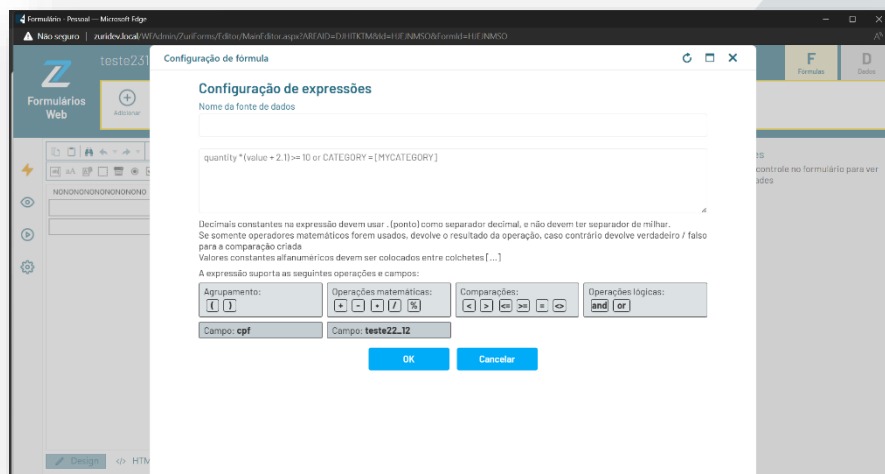 Formulário - Pessoal — Microsoft Edge
Não seguro | zuridev.local/WFAdmin/ZuriForms/Editor/MainEditor.aspx?AREAID=DJHITKTM&Id=HJEJNMSO&FormId=HJEJNMSO
teste231
Formulários
Web
Adicionar
F
Fórmulas
D
Dados
Configuração de fórmula
Configuração de expressões
Nome da fonte de dados
quantity * (value + 2.1) >= 10 or CATEGORY = [MYCATEGORY]
NONONONONONONONONO
es
controle no formulário para ver
ades
Decimais constantes na expressão devem usar . (ponto) como separador decimal, e não devem ter separador de milhar.
Se somente operadores matemáticos forem usados, devolve o resultado da operação, caso contrário devolve verdadeiro / falso
para a comparação criada
Valores constantes alfanuméricos devem ser colocados entre colchetes [...]
A expressão suporta as seguintes operações e campos:
Agrupamento:
( )
Operações matemáticas:
+ - * / %
Comparações:
< > <= >= = <>
Operações lógicas:
and or
Campo: cpf
Campo: teste22_12
OK
Cancelar
Design
</> HTM